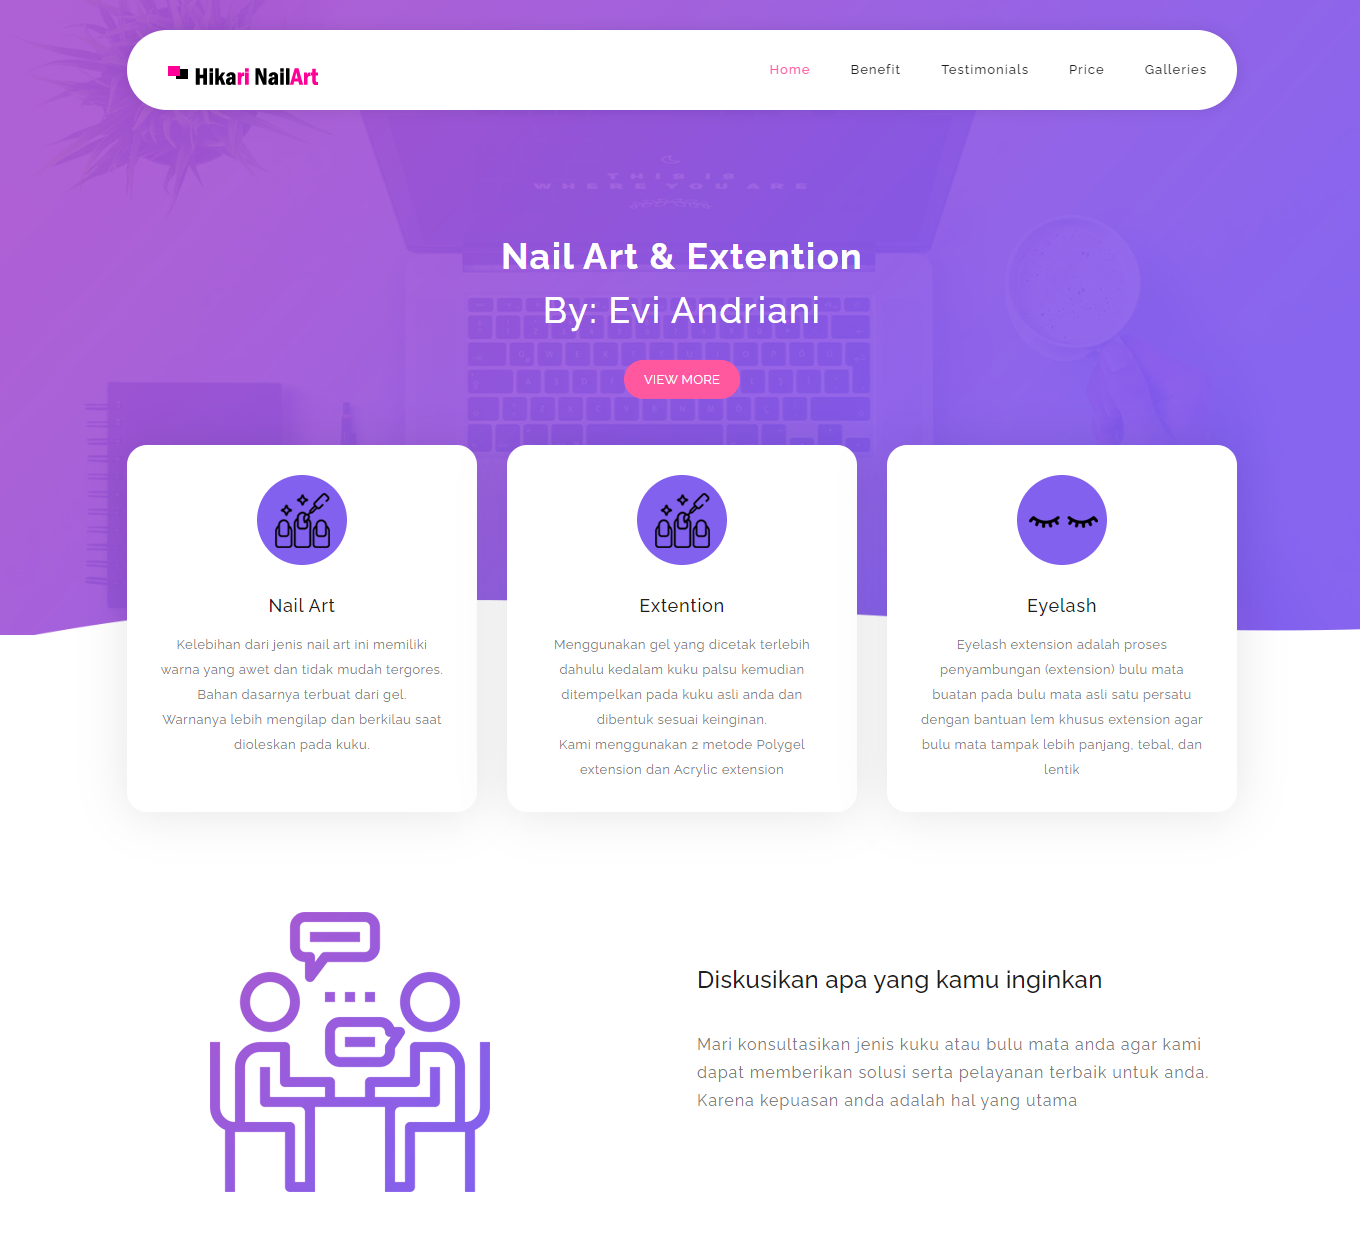 Hikari NailArt
Home
Benefit
Testimonials
Price
Galleries
THIS IS
WHERE YOU ARE
Nail Art & Extention
By: Evi Andriani
VIEW MORE
Nail Art
Kelebihan dari jenis nail art ini memiliki
warna yang awet dan tidak mudah tergores.
Bahan dasarnya terbuat dari gel.
Warnanya lebih mengilap dan berkilau saat
dioleskan pada kuku.
Extention
Menggunakan gel yang dicetak terlebih
dahulu kedalam kuku palsu kemudian
ditempelkan pada kuku asli anda dan
dibentuk sesuai keinginan.
Kami menggunakan 2 metode Polygel
extension dan Acrylic extension
Eyelash
Eyelash extension adalah proses
penyambungan (extension) bulu mata
buatan pada bulu mata asli satu persatu
dengan bantuan lem khusus extension agar
bulu mata tampak lebih panjang, tebal, dan
lentik
Diskusikan apa yang kamu inginkan
Mari konsultasikan jenis kuku atau bulu mata anda agar kami
dapat memberikan solusi serta pelayanan terbaik untuk anda.
Karena kepuasan anda adalah hal yang utama